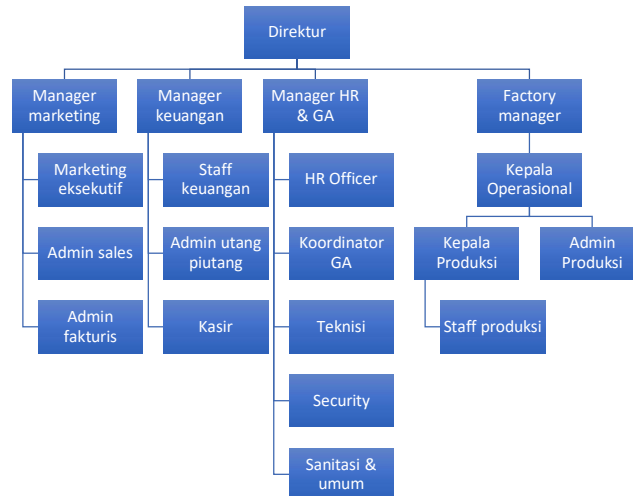 Direktur
Manager
marketing
Manager
keuangan
Manager HR
& GA
Factory
manager
Marketing
eksekutif
Staff
keuangan
HR Officer
Kepala
Operasional
Admin sales
Admin utang
piutang
Koordinator
GA
Kepala
Produksi
Admin
Produksi
Admin
fakturis
Kasir
Teknisi
Staff produksi
Security
Sanitasi &
umum